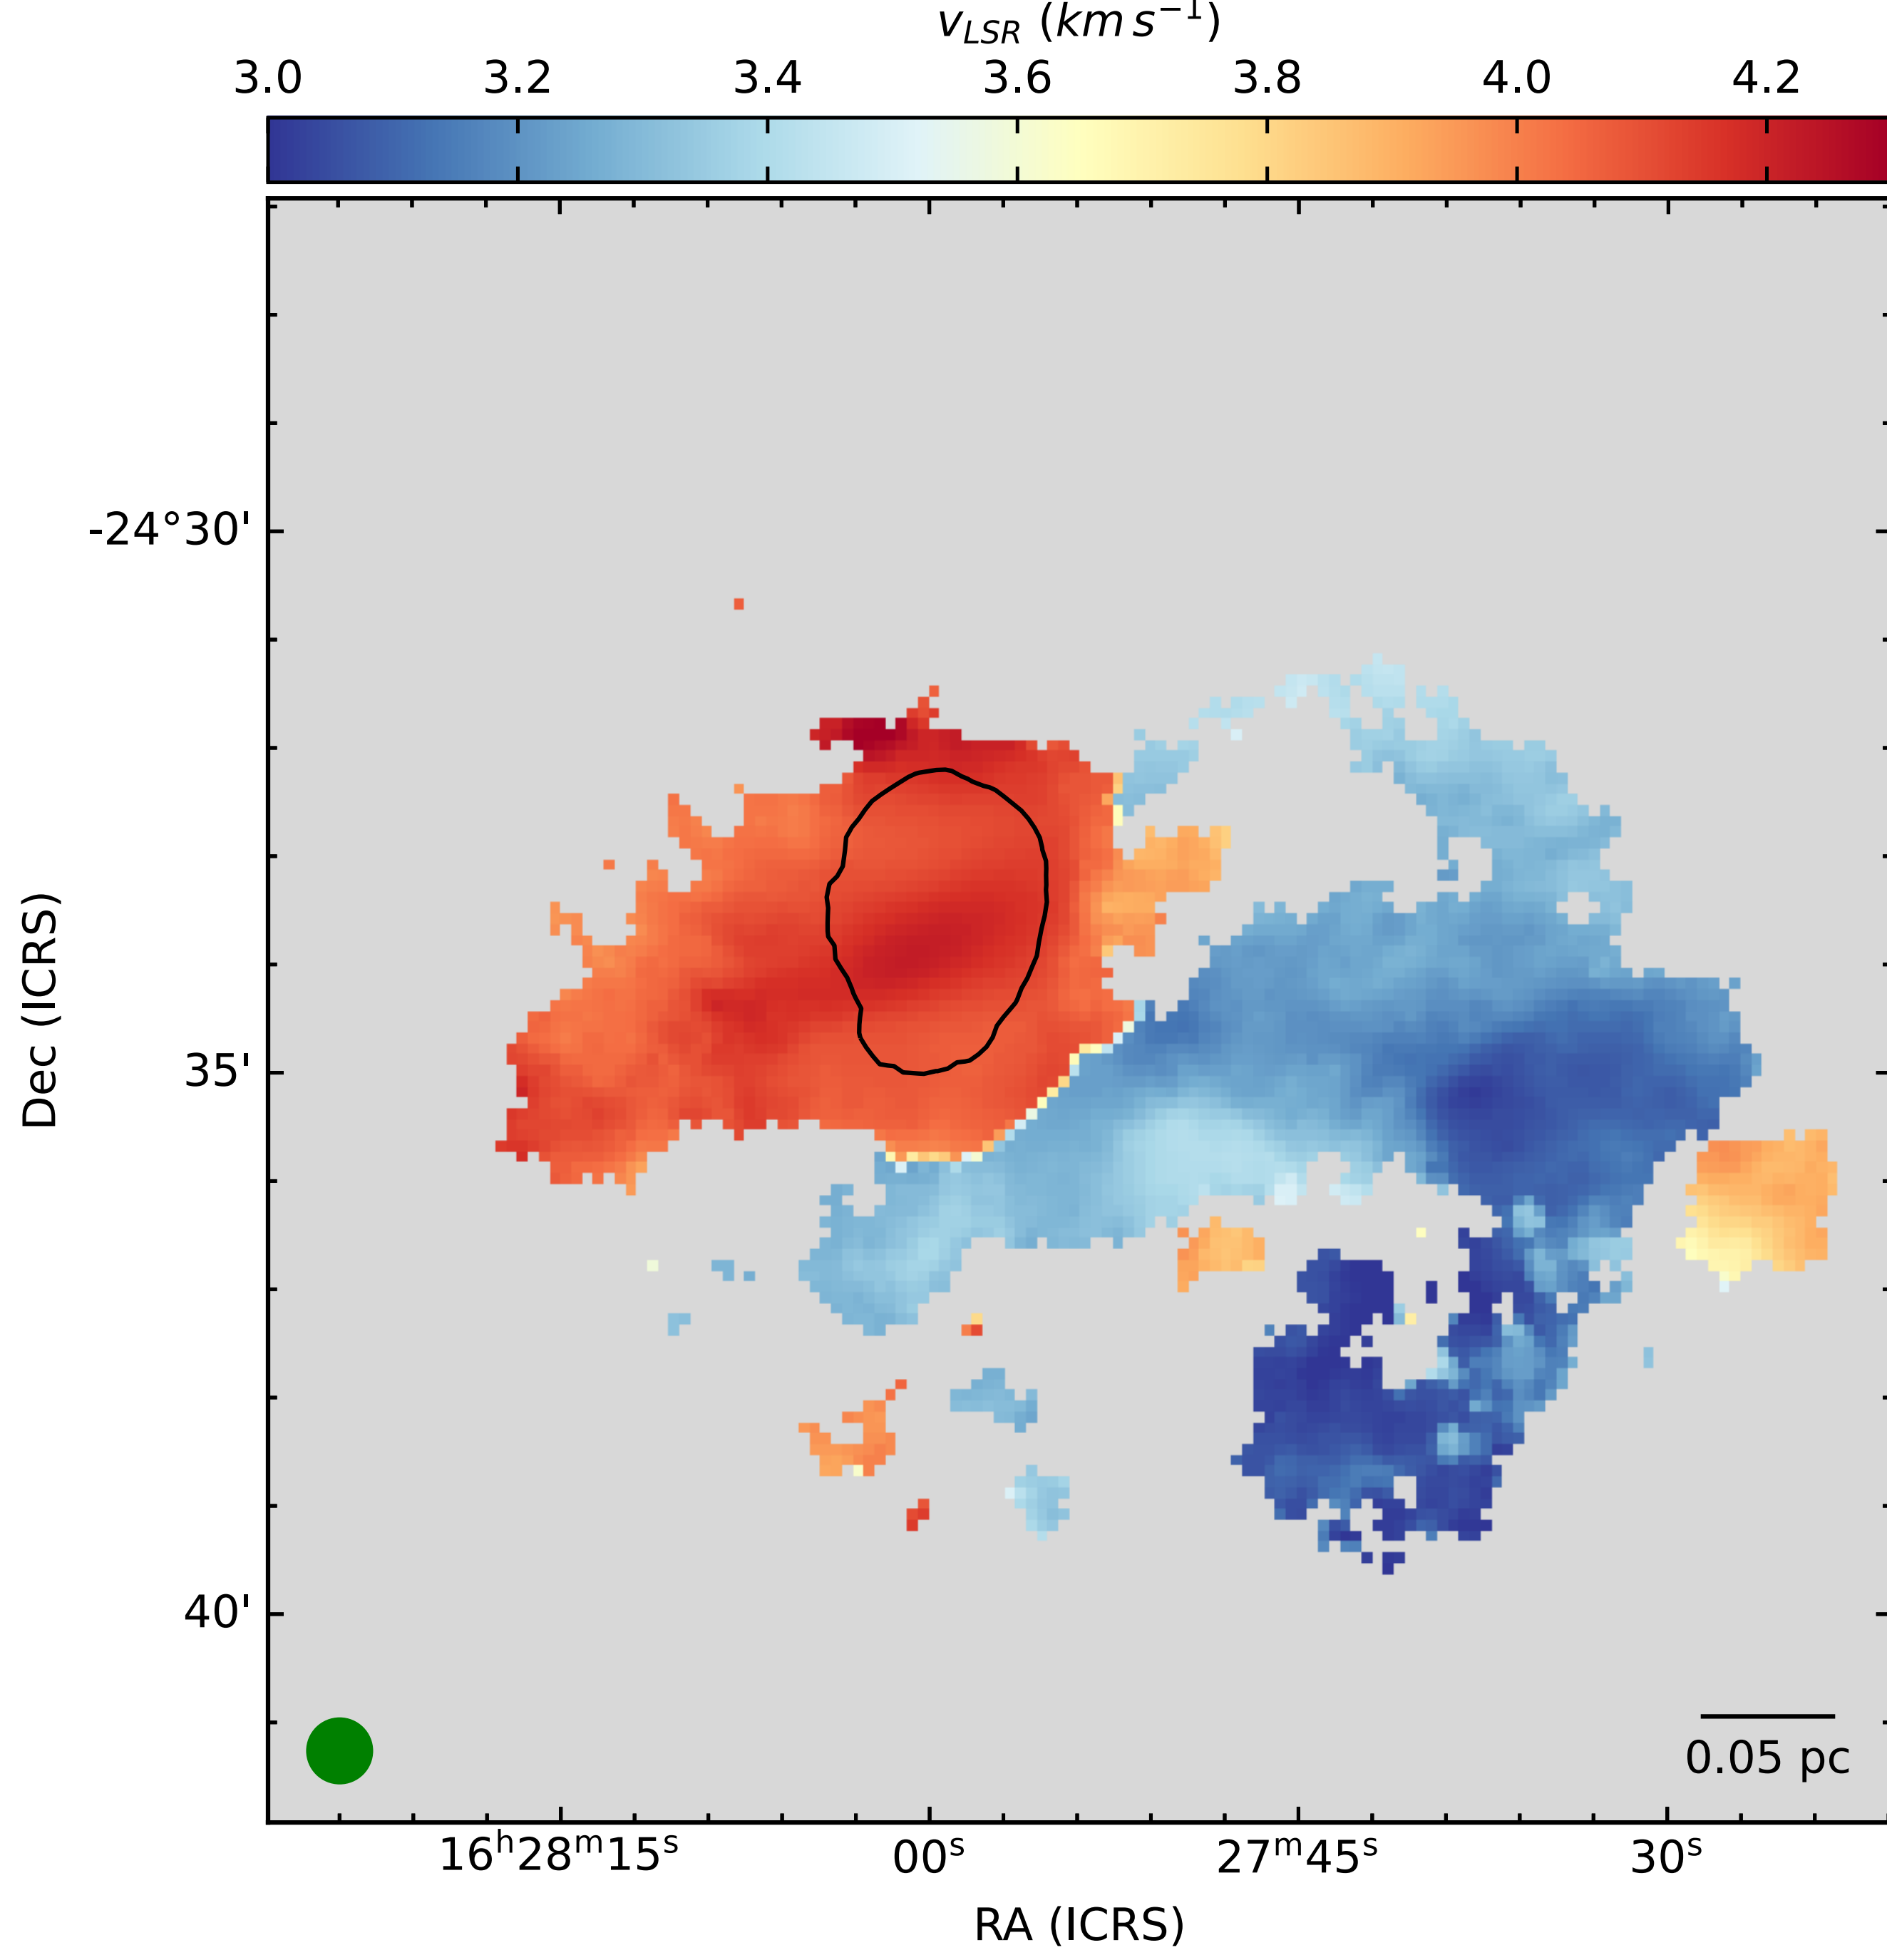 v_LSR (km s⁻¹)
3.0 3.2 3.4 3.6 3.8 4.0 4.2
-24°30'
35'
40'
Dec (ICRS)
0.05 pc
16ʰ28ᵐ15ˢ 00ˢ 27ᵐ45ˢ 30ˢ
RA (ICRS)